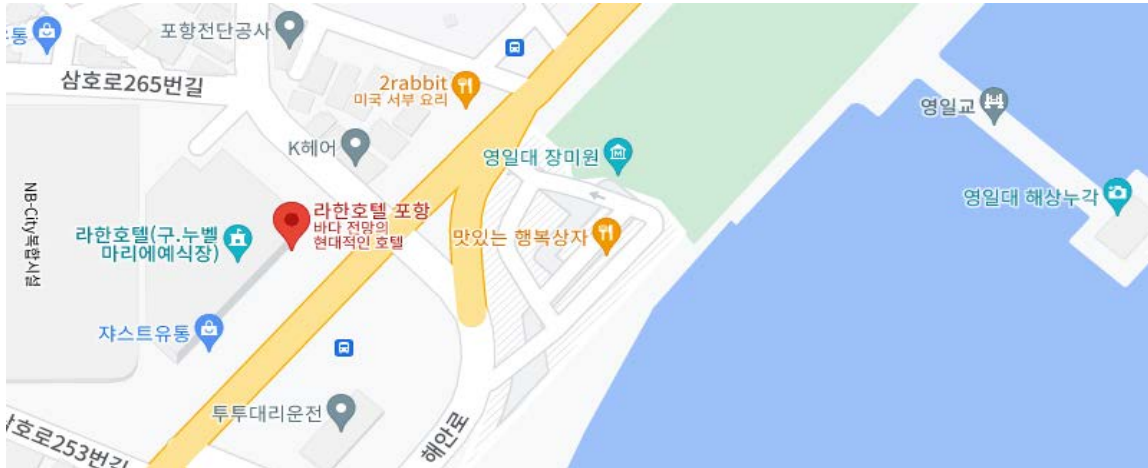 유통
포항전단공사
삼호로265번길
2rabbit
미국 서부 요리
K헤어
영일대 장미원
영일교
영일대 해상누각
NB-City복합시설
라한호텔(구.누벨
마리에예식장)
라한호텔 포항
바다 전망의
현대적인 호텔
맛있는 행복상자
쟈스트유통
투투대리운전
해안로
삼호로253번길